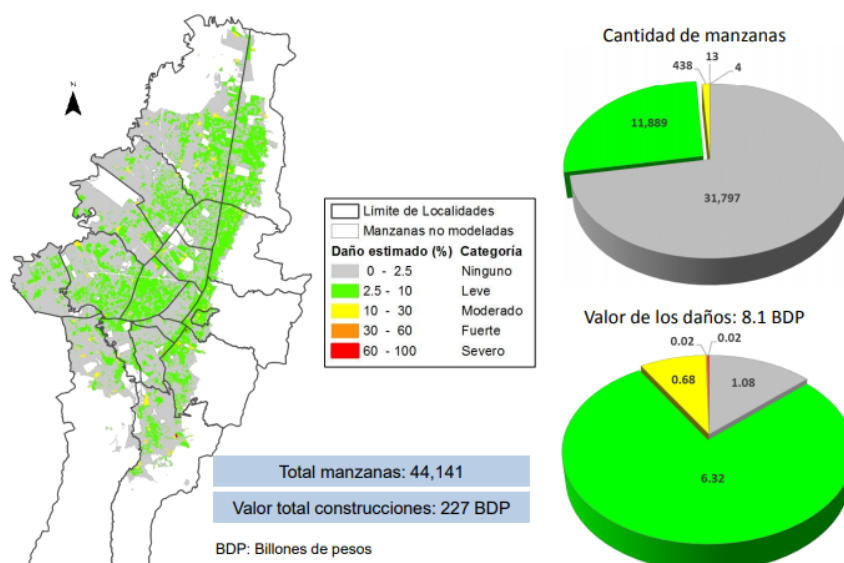 N
Límite de Localidades
Manzanas no modeladas
Daño estimado (%) Categoría
0 - 2.5 Ninguno
2.5 - 10 Leve
10 - 30 Moderado
30 - 60 Fuerte
60 - 100 Severo
Total manzanas: 44,141
Valor total construcciones: 227 BDP
BDP: Billones de pesos
Cantidad de manzanas
13
438
4
11,889
31,797
Valor de los daños: 8.1 BDP
0.02
0.02
0.68
1.08
6.32